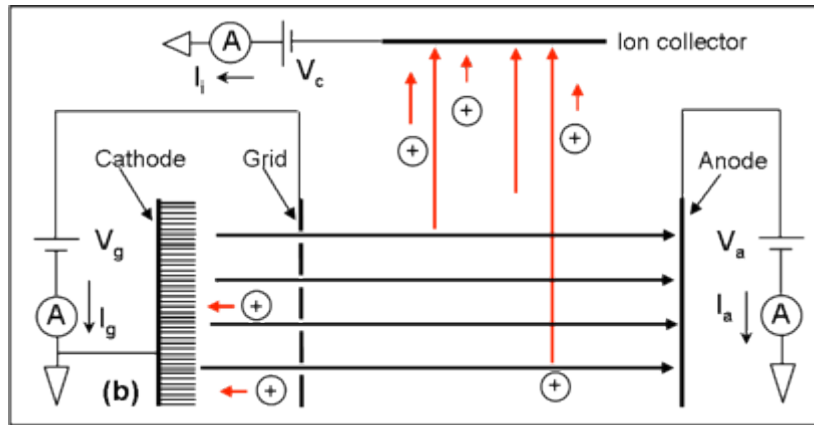 A
Ion collector
Ii
Vc
+
+
+
+
Cathode
Grid
Anode
Vg
Va
+
A
Ig
Ia
A
(b)
+
+